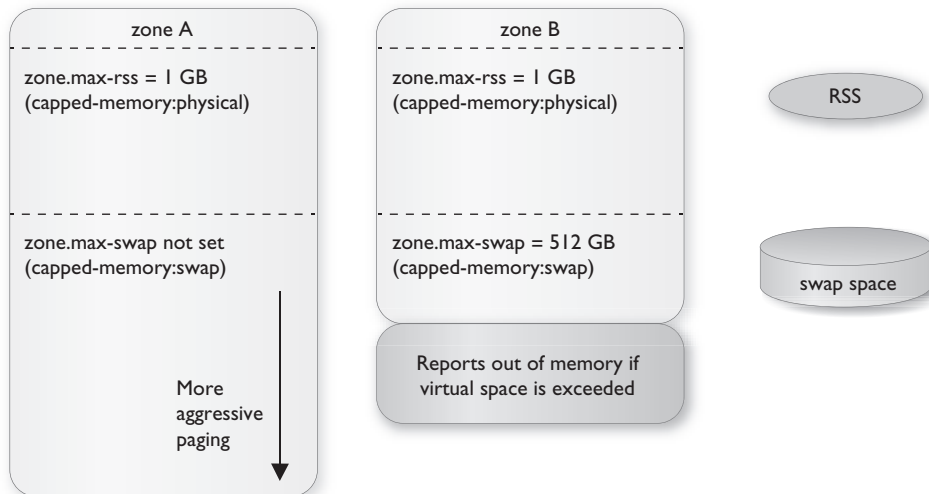 zone A
zone.max-rss = 1 GB
(capped-memory:physical)
zone.max-swap not set
(capped-memory:swap)
More
aggressive
paging
zone B
zone.max-rss = 1 GB
(capped-memory:physical)
zone.max-swap = 512 GB
(capped-memory:swap)
Reports out of memory if
virtual space is exceeded
RSS
swap space